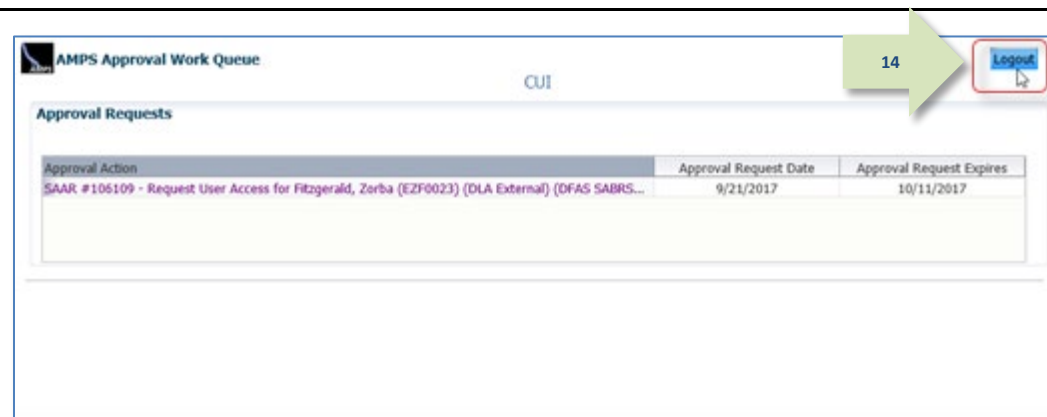 AMPS Approval Work Queue
14
Logout
CUI
Approval Requests
Approval Action Approval Request Date Approval Request Expires
SAAR #106109 - Request User Access for Fitzgerald, Zorba (EZF0023) (DLA External) (DFAS SABRS... 9/21/2017 10/11/2017